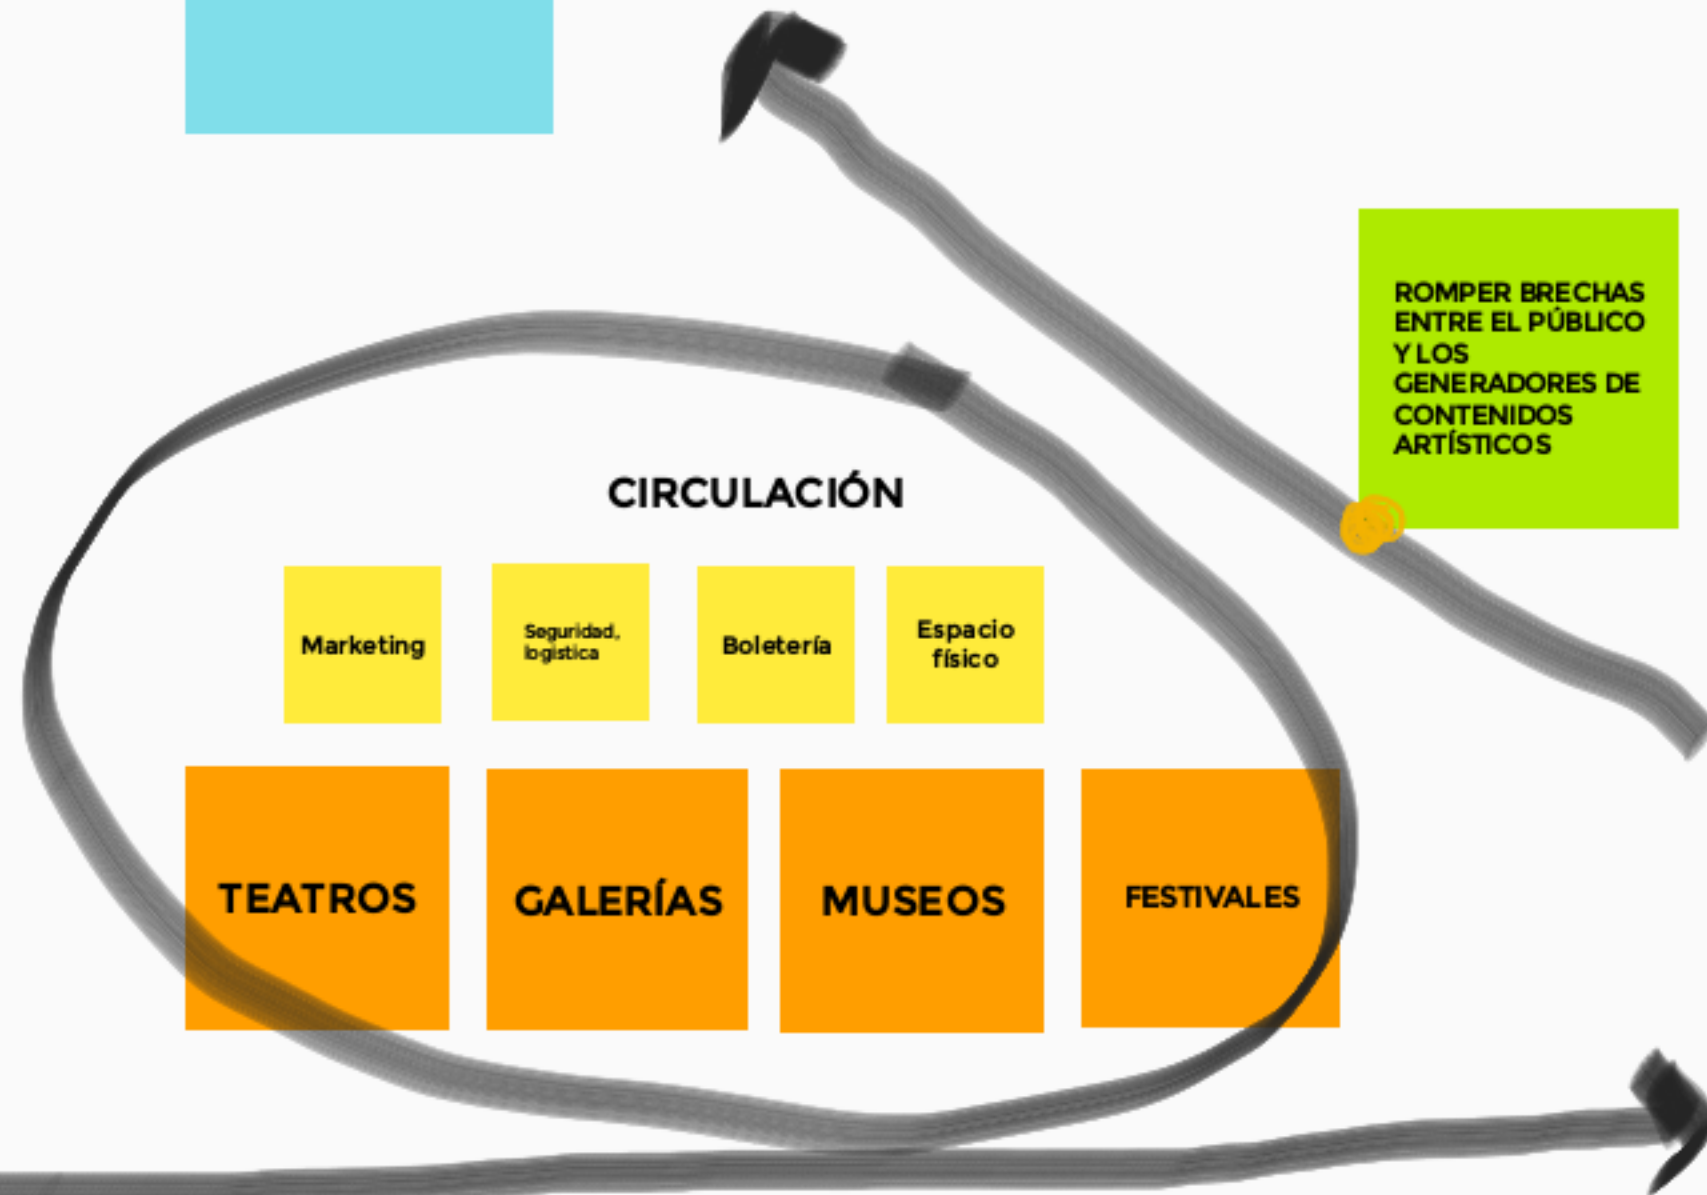 ROMPER BRECHAS
ENTRE EL PÚBLICO
Y LOS
GENERADORES DE
CONTENIDOS
ARTÍSTICOS
CIRCULACIÓN
Marketing
Seguridad,
logística
Boletería
Espacio
físico
TEATROS
GALERÍAS
MUSEOS
FESTIVALES